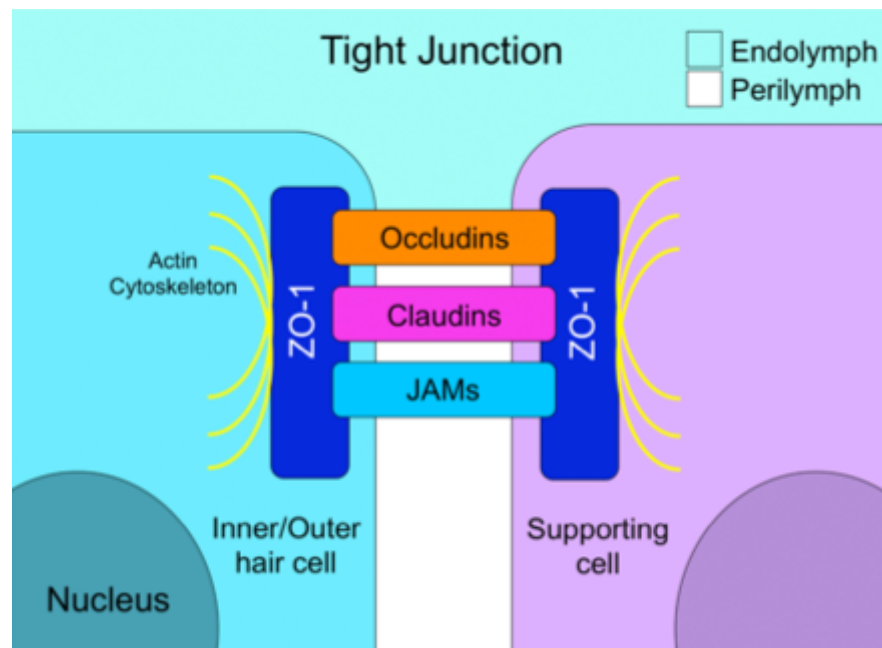 Tight Junction
Endolymph
Perilymph
Occludins
Actin
Cytoskeleton
ZO-1
Claudins
ZO-1
JAMs
Inner/Outer
hair cell
Supporting
cell
Nucleus